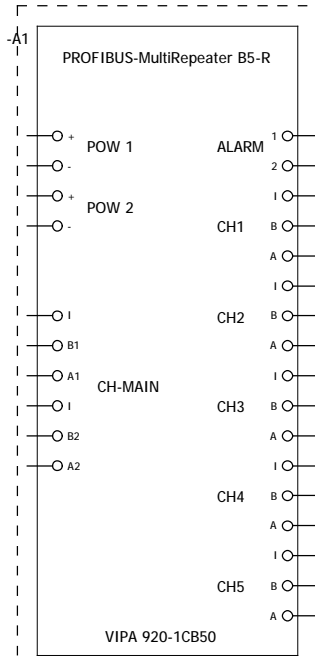 -A1
PROFIBUS-MultiRepeater B5-R
+ POW 1 ALARM 1
- 2
+ POW 2 I
- CH1 B
A
I
I CH2 B
B1 A
A1 CH-MAIN I
I CH3 B
B2 A
A2 I
CH4 B
A
I
CH5 B
A
VIPA 920-1CB50